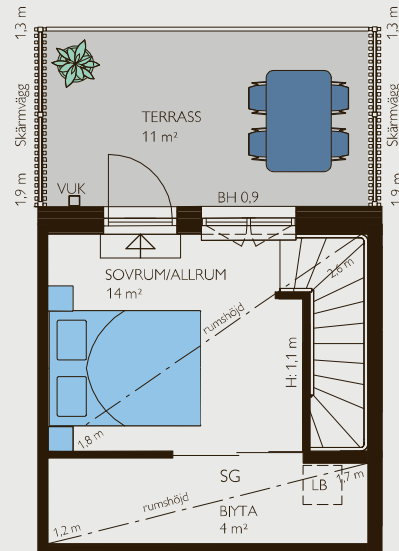 1,3 m
1,3 m
Skärmvägg
Skärmvägg
TERRASS
11 m²
1,9 m
1,9 m
VUK
BH 0,9
SOVRUM/ALLRUM
14 m²
2,6 m
rumshöjd
H: 1,1 m
1,8 m
SG
LB
1,7 m
rumshöjd
BIYTA
4 m²
1,2 m